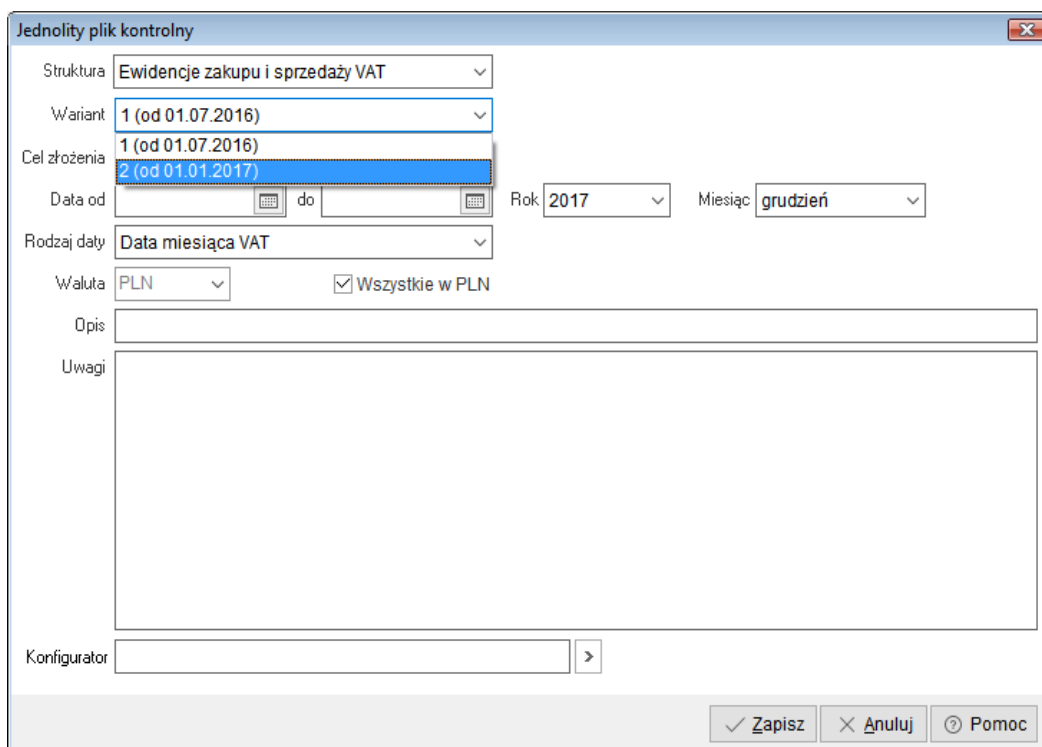 Jednolity plik kontrolny
Struktura Ewidencje zakupu i sprzedaży VAT
Wariant 1 (od 01.07.2016)
1 (od 01.07.2016)
Cel złożenia
2 (od 01.01.2017)
Data od do Rok 2017 Miesiąc grudzień
Rodzaj daty Data miesiąca VAT
Waluta PLN Wszystkie w PLN
Opis
Uwagi
Konfigurator
Zapisz Anuluj Pomoc